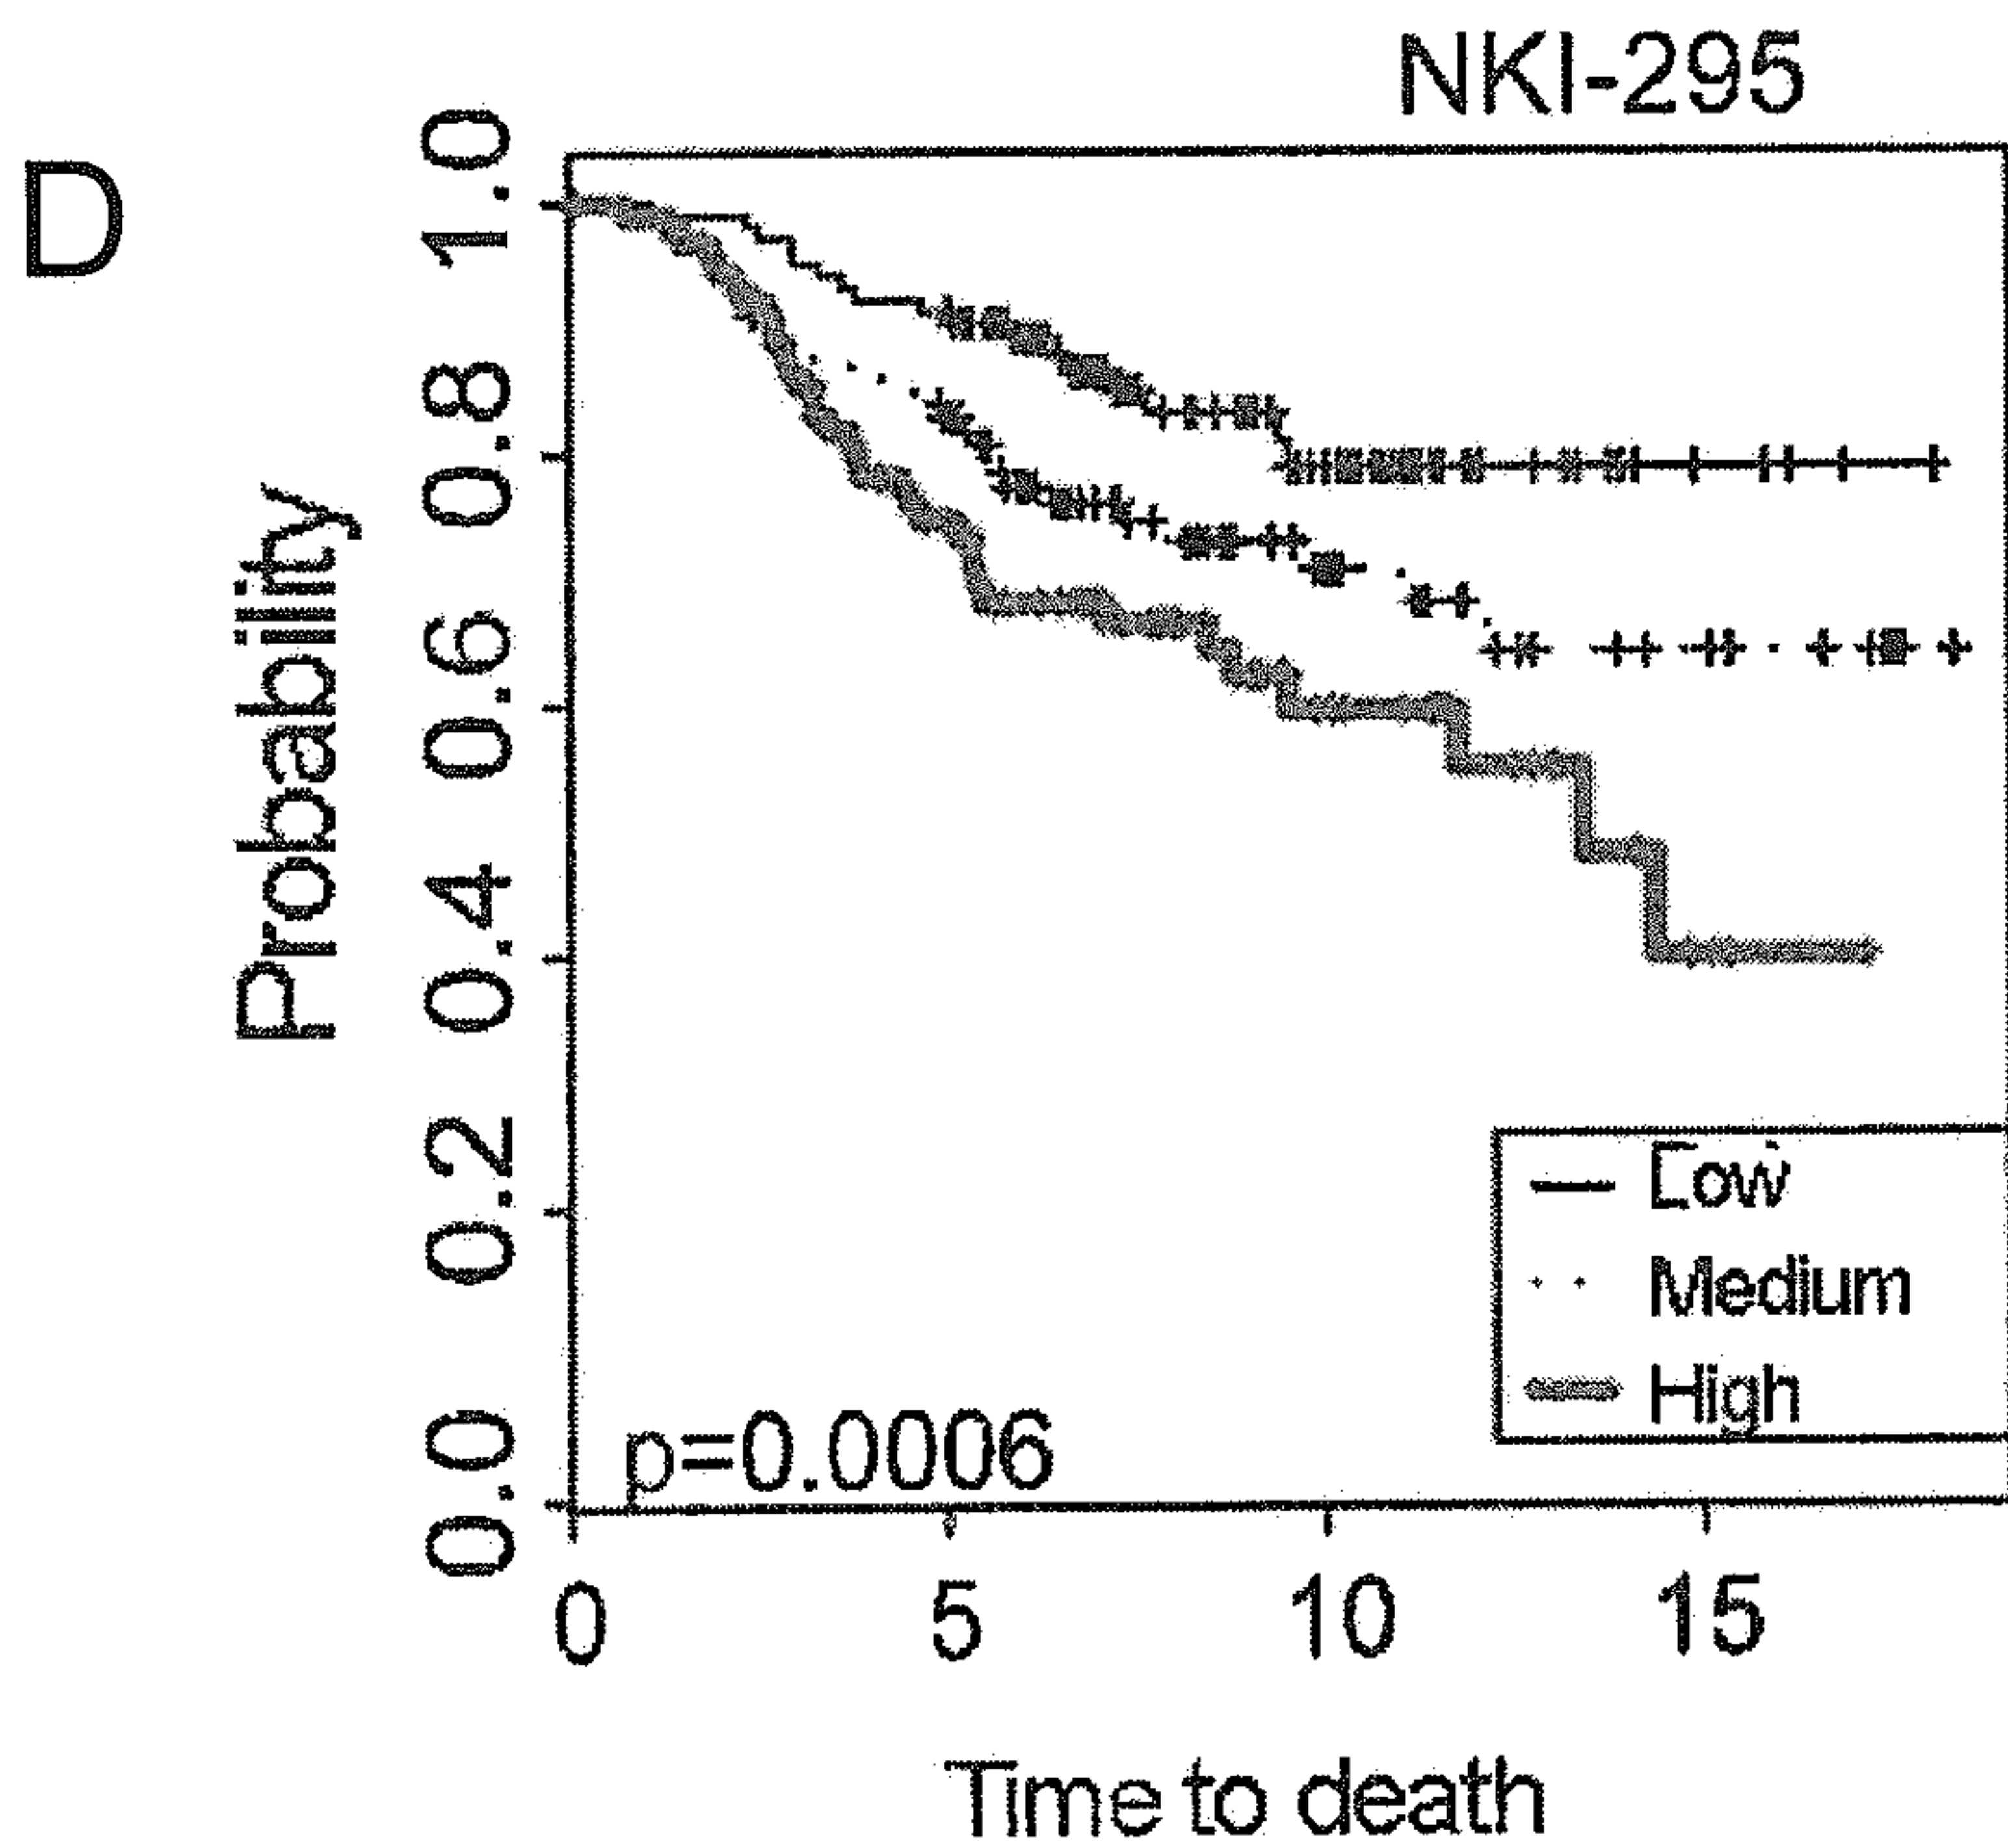 D
NKI-295
Probability
1.0
0.8
0.6
0.4
0.2
0.0
Low
Medium
High
p=0.0006
0 5 10 15
Time to death